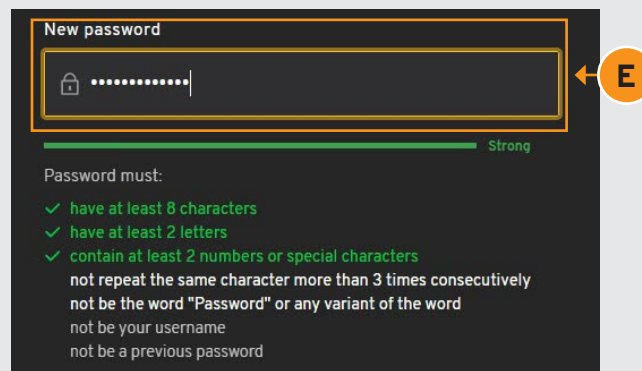 New password
•••••••••••••
E
Strong
Password must:
✓ have at least 8 characters
✓ have at least 2 letters
✓ contain at least 2 numbers or special characters
not repeat the same character more than 3 times consecutively
not be the word "Password" or any variant of the word
not be your username
not be a previous password